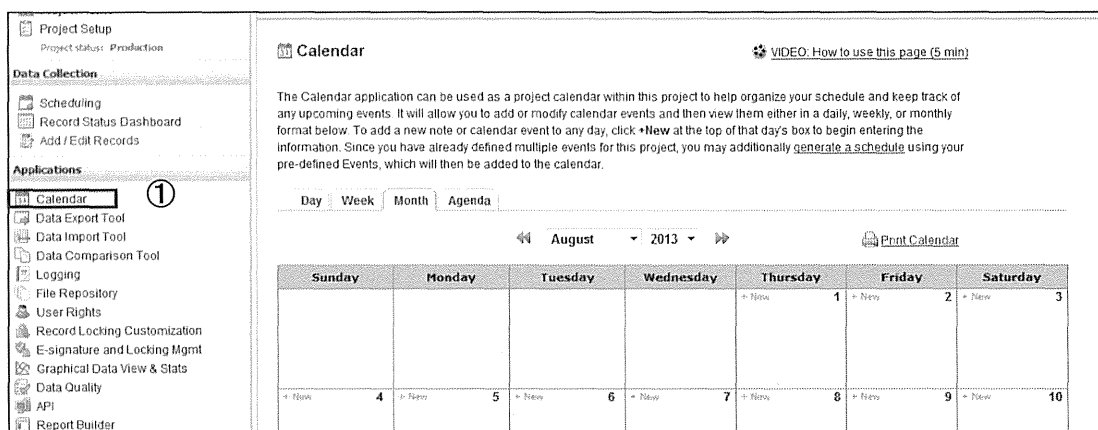 Project Setup
Project status: Production
Data Collection
Scheduling
Record Status Dashboard
Add / Edit Records
Applications
Calendar ①
Data Export Tool
Data Import Tool
Data Comparison Tool
Logging
File Repository
User Rights
Record Locking Customization
E-signature and Locking Mgmt
Graphical Data View & Stats
Data Quality
API
Report Builder
Calendar
VIDEO: How to use this page (5 min)
The Calendar application can be used as a project calendar within this project to help organize your schedule and keep track of
any upcoming events. It will allow you to add or modify calendar events and then view them either in a daily, weekly, or monthly
format below. To add a new note or calendar event to any day, click +New at the top of that day's box to begin entering the
information. Since you have already defined multiple events for this project, you may additionally generate a schedule using your
pre-defined Events, which will then be added to the calendar.
Day Week Month Agenda
August 2013 Print Calendar
Sunday Monday Tuesday Wednesday Thursday Friday Saturday
+ New 1 + New 2 + New 3
+ New 4 + New 5 + New 6 + New 7 + New 8 + New 9 + New 10